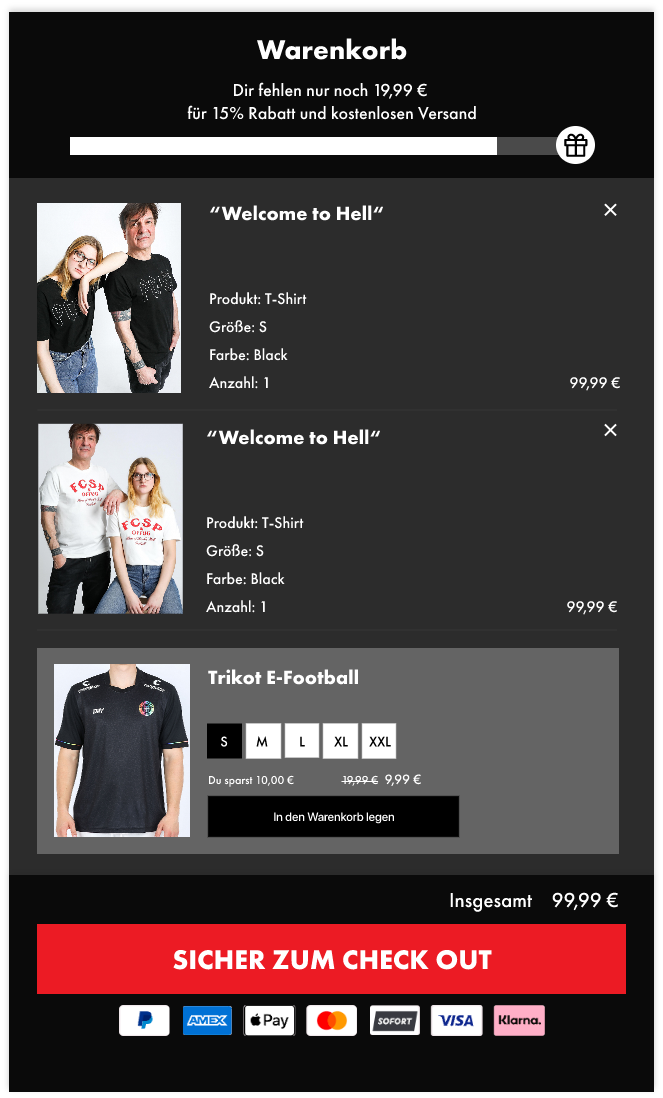 Warenkorb
Dir fehlen nur noch 19,99 €
für 15% Rabatt und kostenlosen Versand
“Welcome to Hell“
Produkt: T-Shirt
Größe: S
Farbe: Black
Anzahl: 1
99,99 €
“Welcome to Hell“
FCSP
FCSP
Produkt: T-Shirt
Größe: S
Farbe: Black
Anzahl: 1
99,99 €
Trikot E-Football
S M L XL XXL
Du sparst 10,00 € 19,99 € 9,99 €
In den Warenkorb legen
Insgesamt 99,99 €
SICHER ZUM CHECK OUT
AMEX Pay SOFORT VISA Klarna.